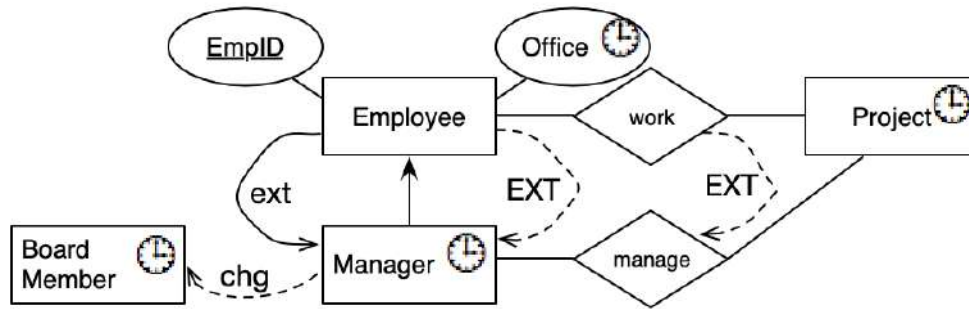 EmpID
Office
Employee
work
Project
ext
EXT
EXT
Board
Member
chg
Manager
manage